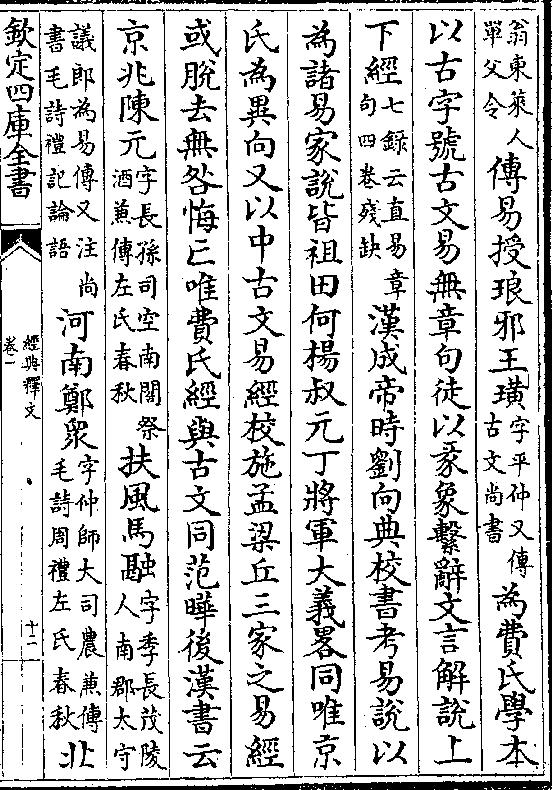 翁東萊人單父令傳易授琅邪王璜字平仲又傳古文尚書為費氏學本
以古字號古文易無章句徒以彖象繫辭文言解說上
下經七錄云直易章句四卷殘缺漢成帝時劉向典校書考易說以
為諸易家說皆祖田何楊叔元丁將軍大義畧同唯京
氏為異向又以中古文易經校施孟梁丘三家之易經
或脫去無咎悔亡唯費氏經與古文同范曄後漢書云
京兆陳元字長孫司空南閣祭酒兼傳左氏春秋扶風馬融字季長茂陵人南郡太守
議郎為易傳又注尚書毛詩禮記論語河南鄭衆字仲師大司農兼傳毛詩周禮左氏春秋北
欽定四庫全書
經典釋文
卷一
十二